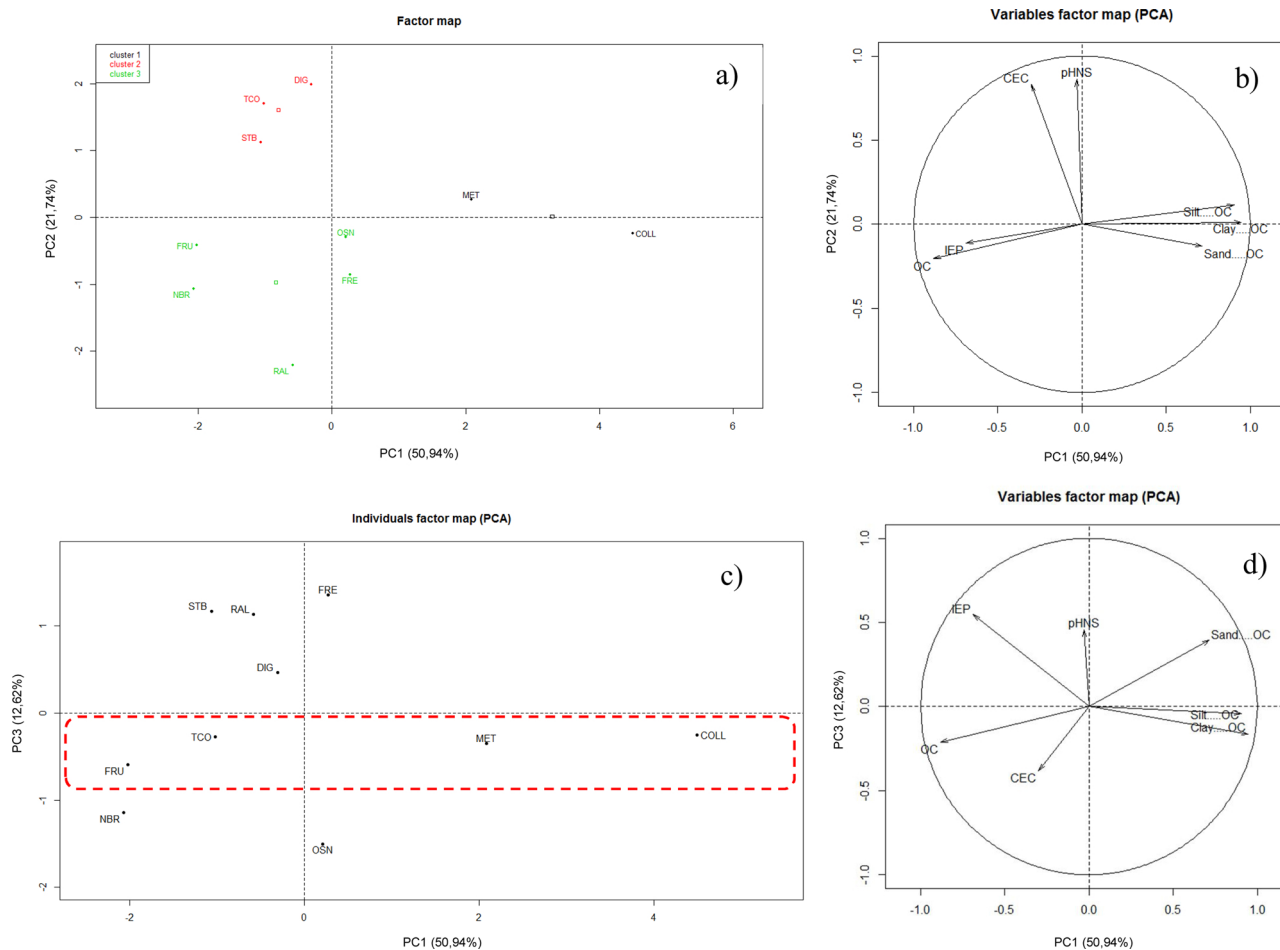 Factor map
cluster 1
cluster 2
cluster 3
a)
DIG
TCO
STB
MET
OSN
COLL
FRU
FRE
NBR
RAL
2
1
0
-1
-2
PC2 (21,74%)
-2
0
2
4
6
PC1 (50,94%)
Variables factor map (PCA)
b)
CEC
pHNS
Silt.....OC
Clay.....OC
Sand.....OC
IEP
OC
1.0
0.5
0.0
-0.5
-1.0
PC2 (21,74%)
-1.0
-0.5
0.0
0.5
1.0
PC1 (50,94%)
Individuals factor map (PCA)
c)
FRE
STB
RAL
DIG
TCO
MET
COLL
FRU
NBR
OSN
1
0
-1
-2
PC3 (12,62%)
-2
0
2
4
PC1 (50,94%)
Variables factor map (PCA)
d)
IEP
pHNS
Sand.....OC
Silt.....OC
Clay.....OC
OC
CEC
1.0
0.5
0.0
-0.5
-1.0
PC3 (12,62%)
-1.0
-0.5
0.0
0.5
1.0
PC1 (50,94%)